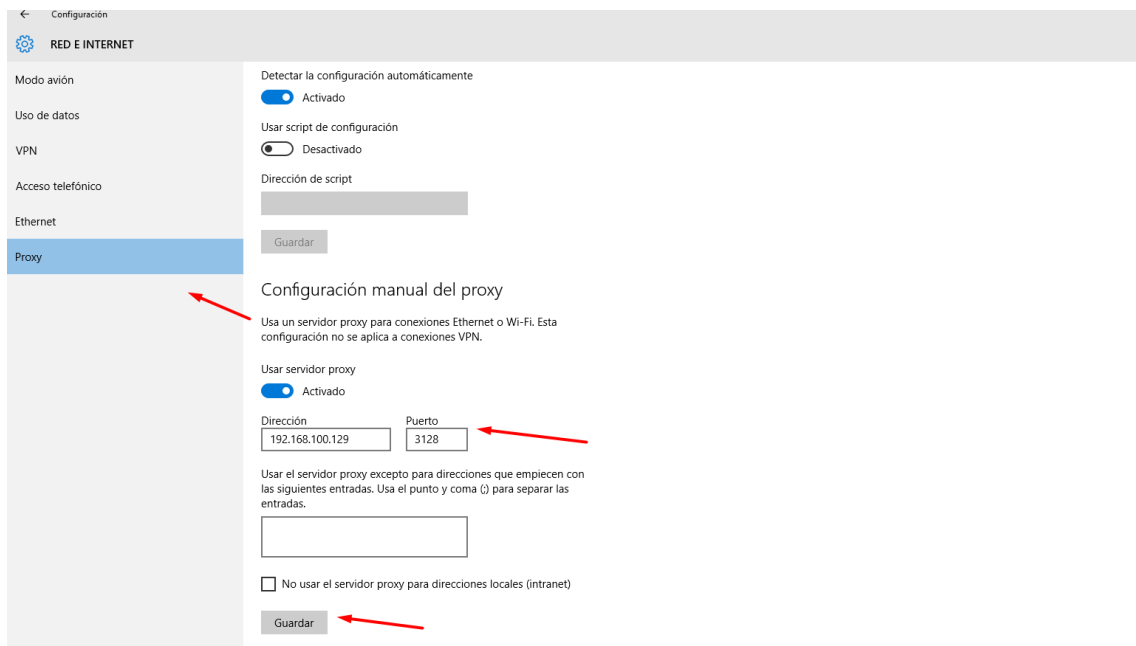 Configuración
RED E INTERNET
Modo avión
Uso de datos
VPN
Acceso telefónico
Ethernet
Proxy
Detectar la configuración automáticamente
Activado
Usar script de configuración
Desactivado
Dirección de script
Guardar
Configuración manual del proxy
Usa un servidor proxy para conexiones Ethernet o Wi-Fi. Esta
configuración no se aplica a conexiones VPN.
Usar servidor proxy
Activado
Dirección Puerto
192.168.100.129 3128
Usar el servidor proxy excepto para direcciones que empiecen con
las siguientes entradas. Usa el punto y coma (;) para separar las
entradas.
No usar el servidor proxy para direcciones locales (intranet)
Guardar